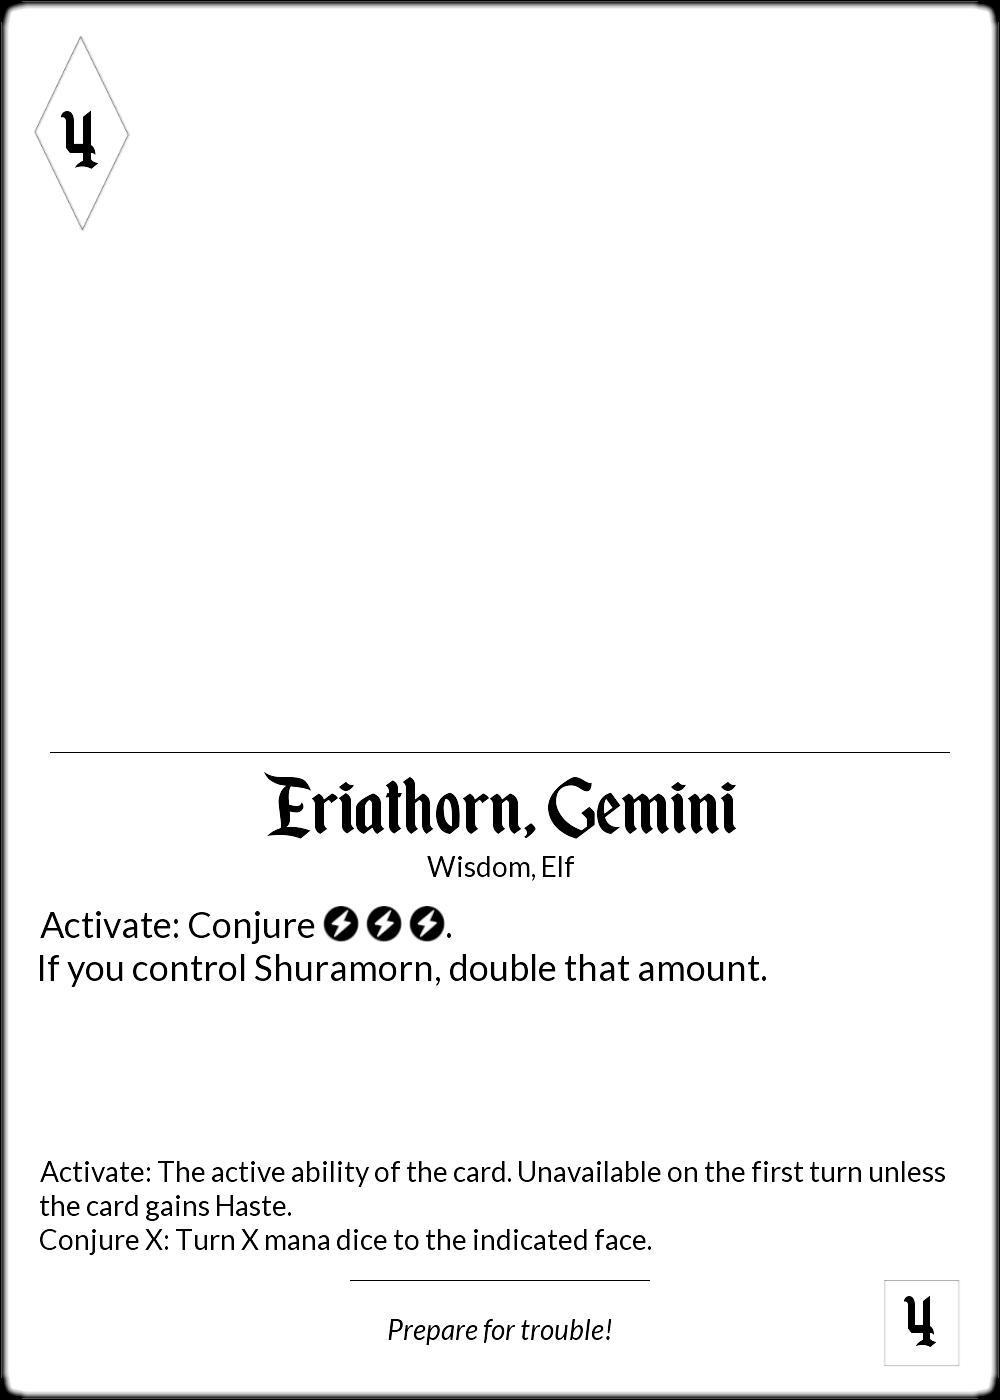 4
Eriathorn, Gemini
Wisdom, Elf
Activate: Conjure .
If you control Shuramorn, double that amount.
Activate: The active ability of the card. Unavailable on the first turn unless
the card gains Haste.
Conjure X: Turn X mana dice to the indicated face.
Prepare for trouble!
4